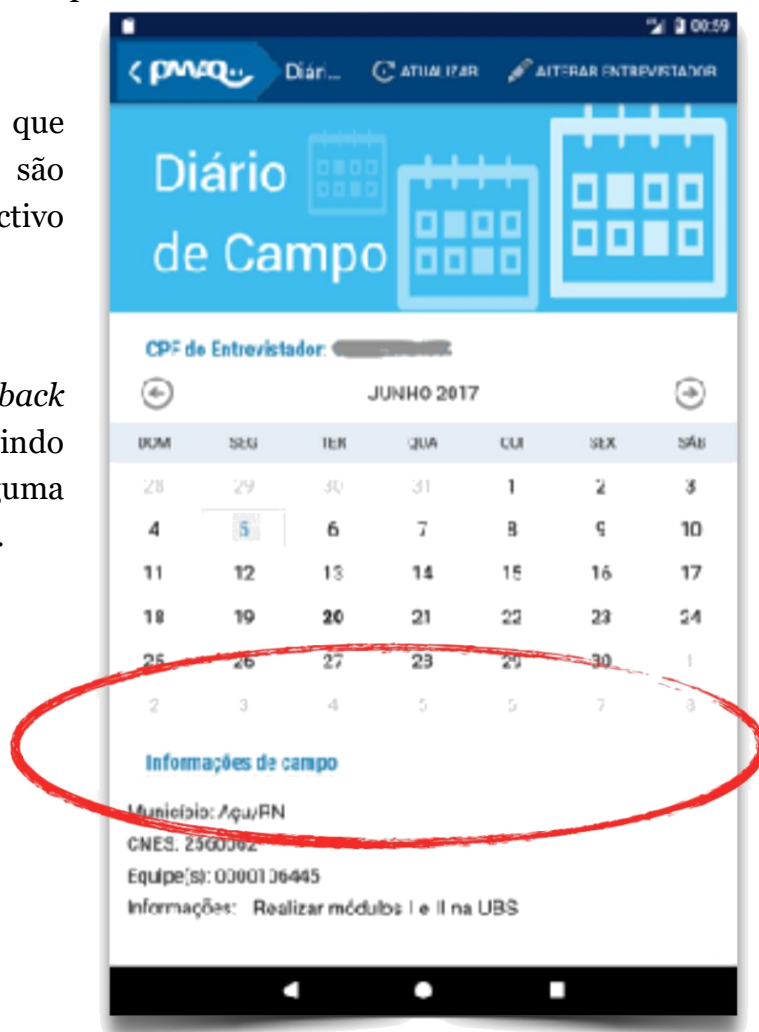 que
são
ctivo
back
indo
guma
.
00:59
pmaq
Diári...
ATUALIZAR
ALTERAR ENTREVISTADOR
Diário
de Campo
CPF do Entrevistador:
JUNHO 2017
DOM SEG TER QUA QUI SEX SÁB
28 29 30 31 1 2 3
4 5 6 7 8 9 10
11 12 13 14 15 16 17
18 19 20 21 22 23 24
25 26 27 28 29 30 1
2 3 4 5 6 7 8
Informações de campo
Município: Açu/RN
CNES:
Equipe(s): 0000106445
Informações: Realizar módulos I e II na UBS